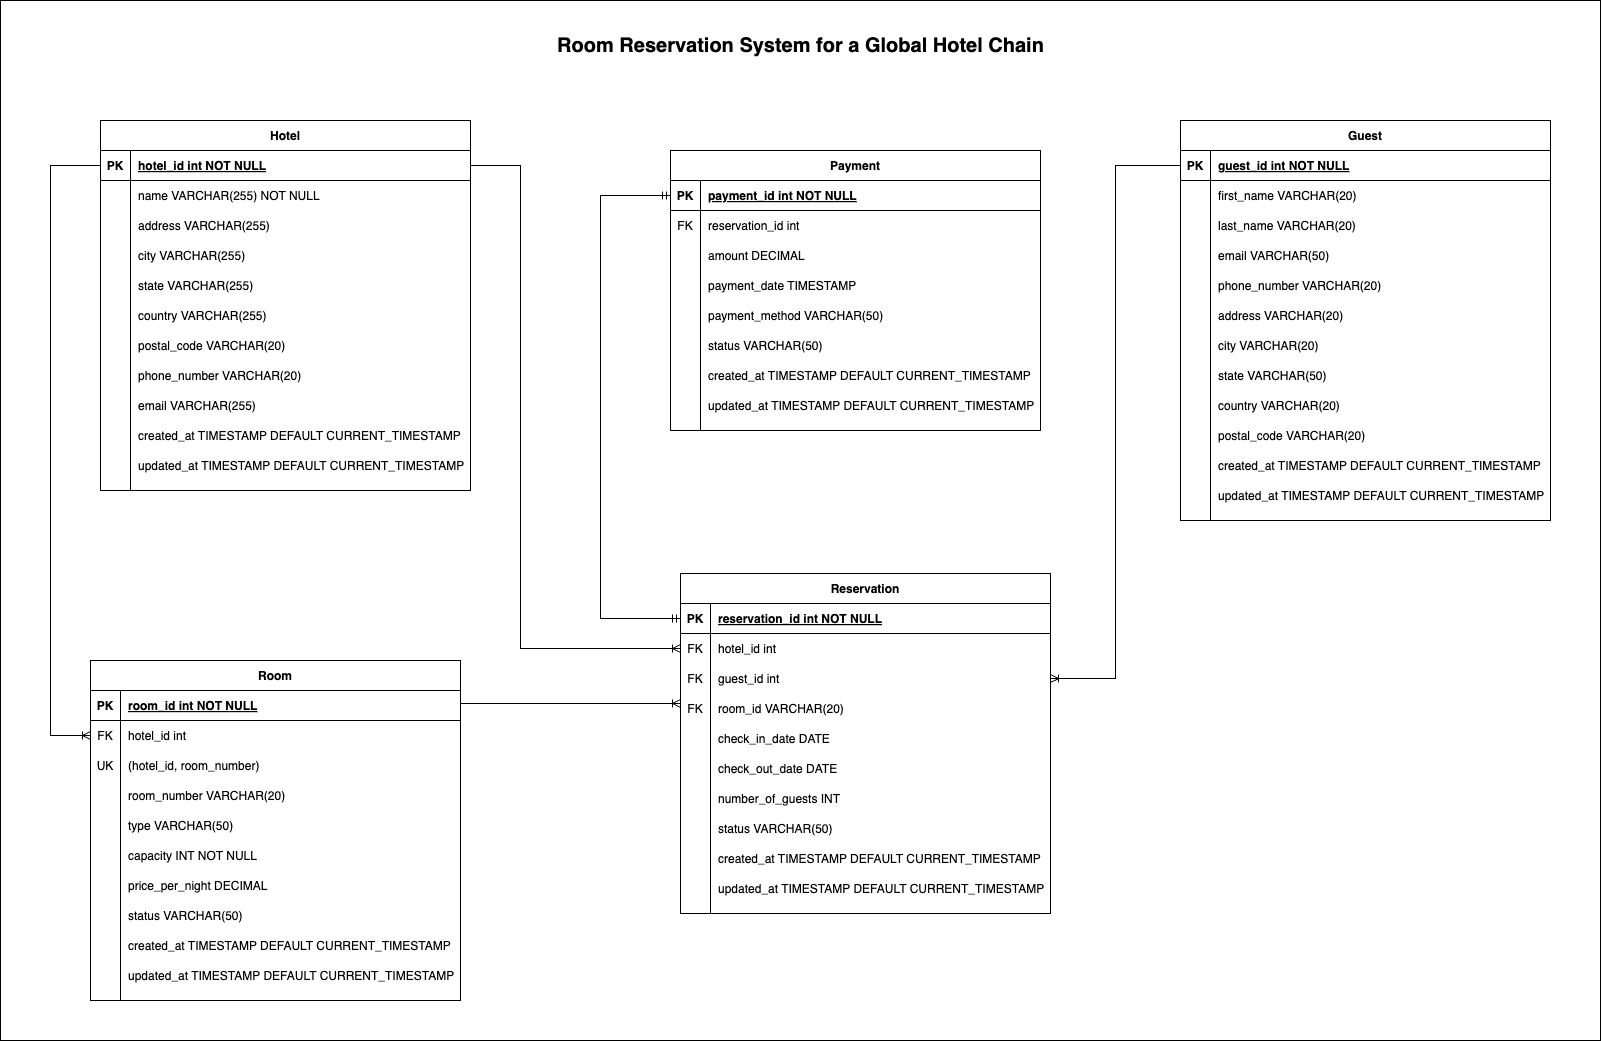 Room Reservation System for a Global Hotel Chain
Hotel
PK hotel_id int NOT NULL
name VARCHAR(255) NOT NULL
address VARCHAR(255)
city VARCHAR(255)
state VARCHAR(255)
country VARCHAR(255)
postal_code VARCHAR(20)
phone_number VARCHAR(20)
email VARCHAR(255)
created_at TIMESTAMP DEFAULT CURRENT_TIMESTAMP
updated_at TIMESTAMP DEFAULT CURRENT_TIMESTAMP
Payment
PK payment_id int NOT NULL
FK reservation_id int
amount DECIMAL
payment_date TIMESTAMP
payment_method VARCHAR(50)
status VARCHAR(50)
created_at TIMESTAMP DEFAULT CURRENT_TIMESTAMP
updated_at TIMESTAMP DEFAULT CURRENT_TIMESTAMP
Guest
PK guest_id int NOT NULL
first_name VARCHAR(20)
last_name VARCHAR(20)
email VARCHAR(50)
phone_number VARCHAR(20)
address VARCHAR(20)
city VARCHAR(20)
state VARCHAR(50)
country VARCHAR(20)
postal_code VARCHAR(20)
created_at TIMESTAMP DEFAULT CURRENT_TIMESTAMP
updated_at TIMESTAMP DEFAULT CURRENT_TIMESTAMP
Room
PK room_id int NOT NULL
FK hotel_id int
UK (hotel_id, room_number)
room_number VARCHAR(20)
type VARCHAR(50)
capacity INT NOT NULL
price_per_night DECIMAL
status VARCHAR(50)
created_at TIMESTAMP DEFAULT CURRENT_TIMESTAMP
updated_at TIMESTAMP DEFAULT CURRENT_TIMESTAMP
Reservation
PK reservation_id int NOT NULL
FK hotel_id int
FK guest_id int
FK room_id VARCHAR(20)
check_in_date DATE
check_out_date DATE
number_of_guests INT
status VARCHAR(50)
created_at TIMESTAMP DEFAULT CURRENT_TIMESTAMP
updated_at TIMESTAMP DEFAULT CURRENT_TIMESTAMP